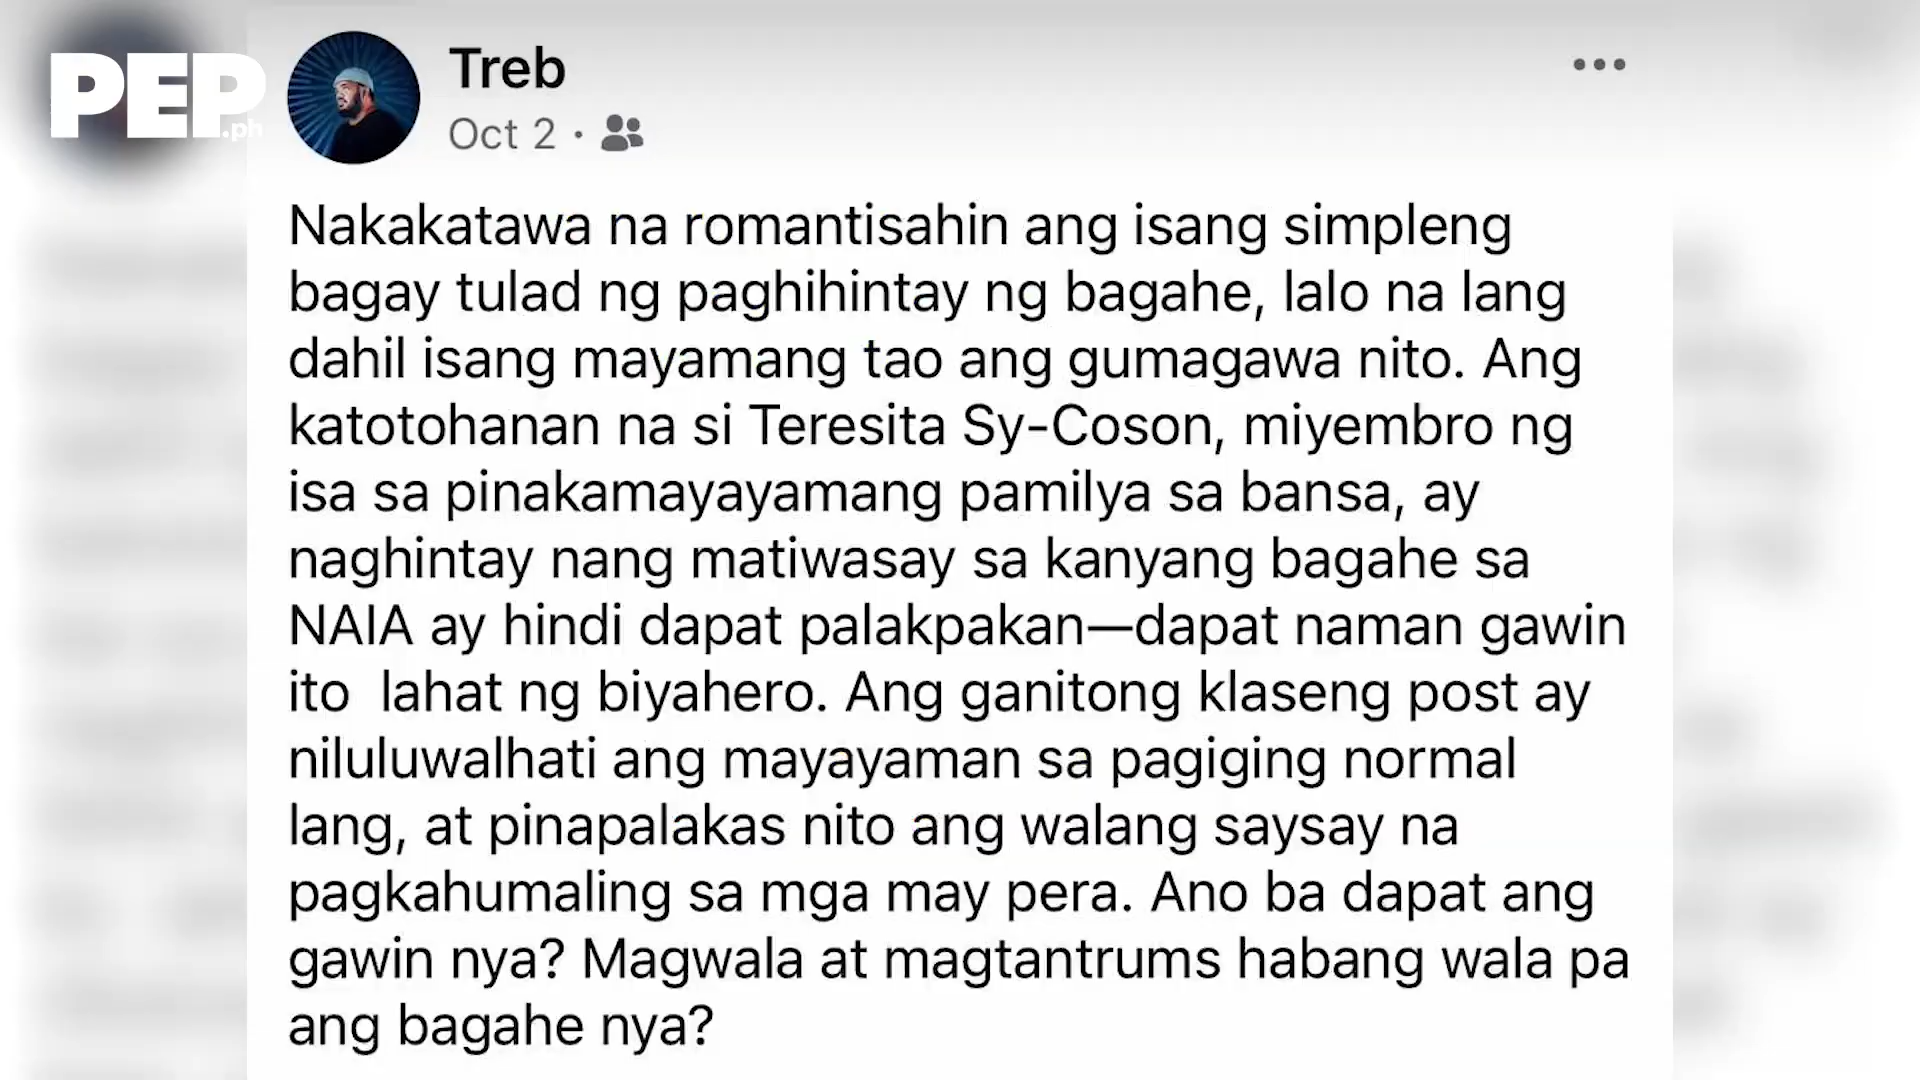 PEP.ph
Treb
Oct 2 ·
Nakakatawa na romantisahin ang isang simpleng
bagay tulad ng paghihintay ng bagahe, lalo na lang
dahil isang mayamang tao ang gumagawa nito. Ang
katotohanan na si Teresita Sy-Coson, miyembro ng
isa sa pinakamayayamang pamilya sa bansa, ay
naghintay nang matiwasay sa kanyang bagahe sa
NAIA ay hindi dapat palakpakan—dapat naman gawin
ito  lahat ng biyahero. Ang ganitong klaseng post ay
niluluwalhati ang mayayaman sa pagiging normal
lang, at pinapalakas nito ang walang saysay na
pagkahumaling sa mga may pera. Ano ba dapat ang
gawin nya? Magwala at magtantrums habang wala pa
ang bagahe nya?